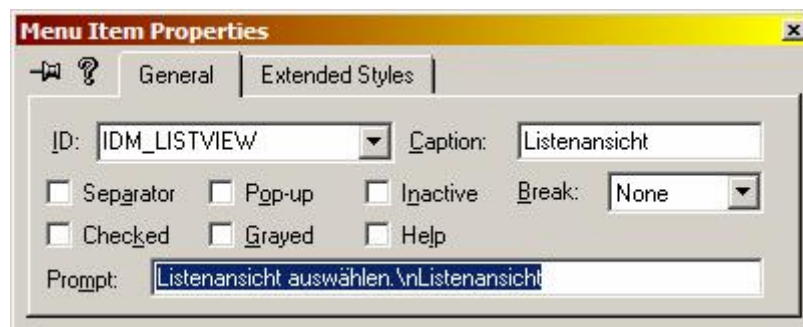 Menu Item Properties
General Extended Styles
ID: IDM_LISTVIEW Caption: Listenansicht
Separator Pop-up Inactive Break: None
Checked Grayed Help
Prompt: Listenansicht auswählen.\nListenansicht